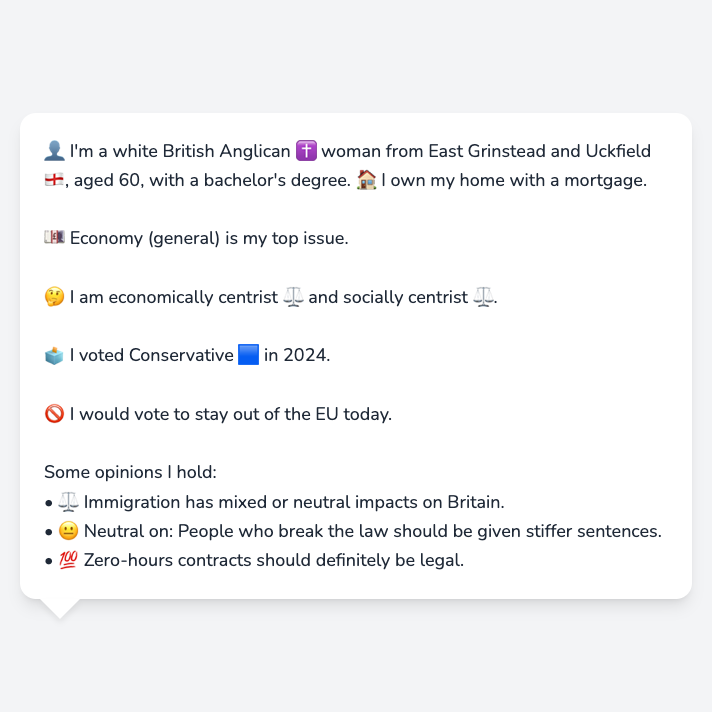 👤 I'm a white British Anglican ✝️ woman from East Grinstead and Uckfield
🏴󠁧󠁢󠁥󠁮󠁧󠁿, aged 60, with a bachelor's degree. 🏠 I own my home with a mortgage.
💷 Economy (general) is my top issue.
🤔 I am economically centrist ⚖️ and socially centrist ⚖️.
🗳️ I voted Conservative 🟦 in 2024.
🚫 I would vote to stay out of the EU today.
Some opinions I hold:
• ⚖️ Immigration has mixed or neutral impacts on Britain.
• 😐 Neutral on: People who break the law should be given stiffer sentences.
• 💯 Zero-hours contracts should definitely be legal.